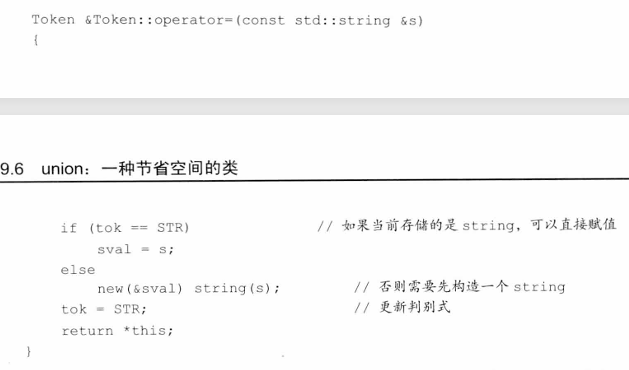 Token &Token::operator=(const std::string &s)
{
9.6 union：一种节省空间的类
if (tok == STR) // 如果当前存储的是 string，可以直接赋值
sval = s;
else
new(&sval) string(s); // 否则需要先构造一个 string
tok = STR; // 更新判别式
return *this;
}